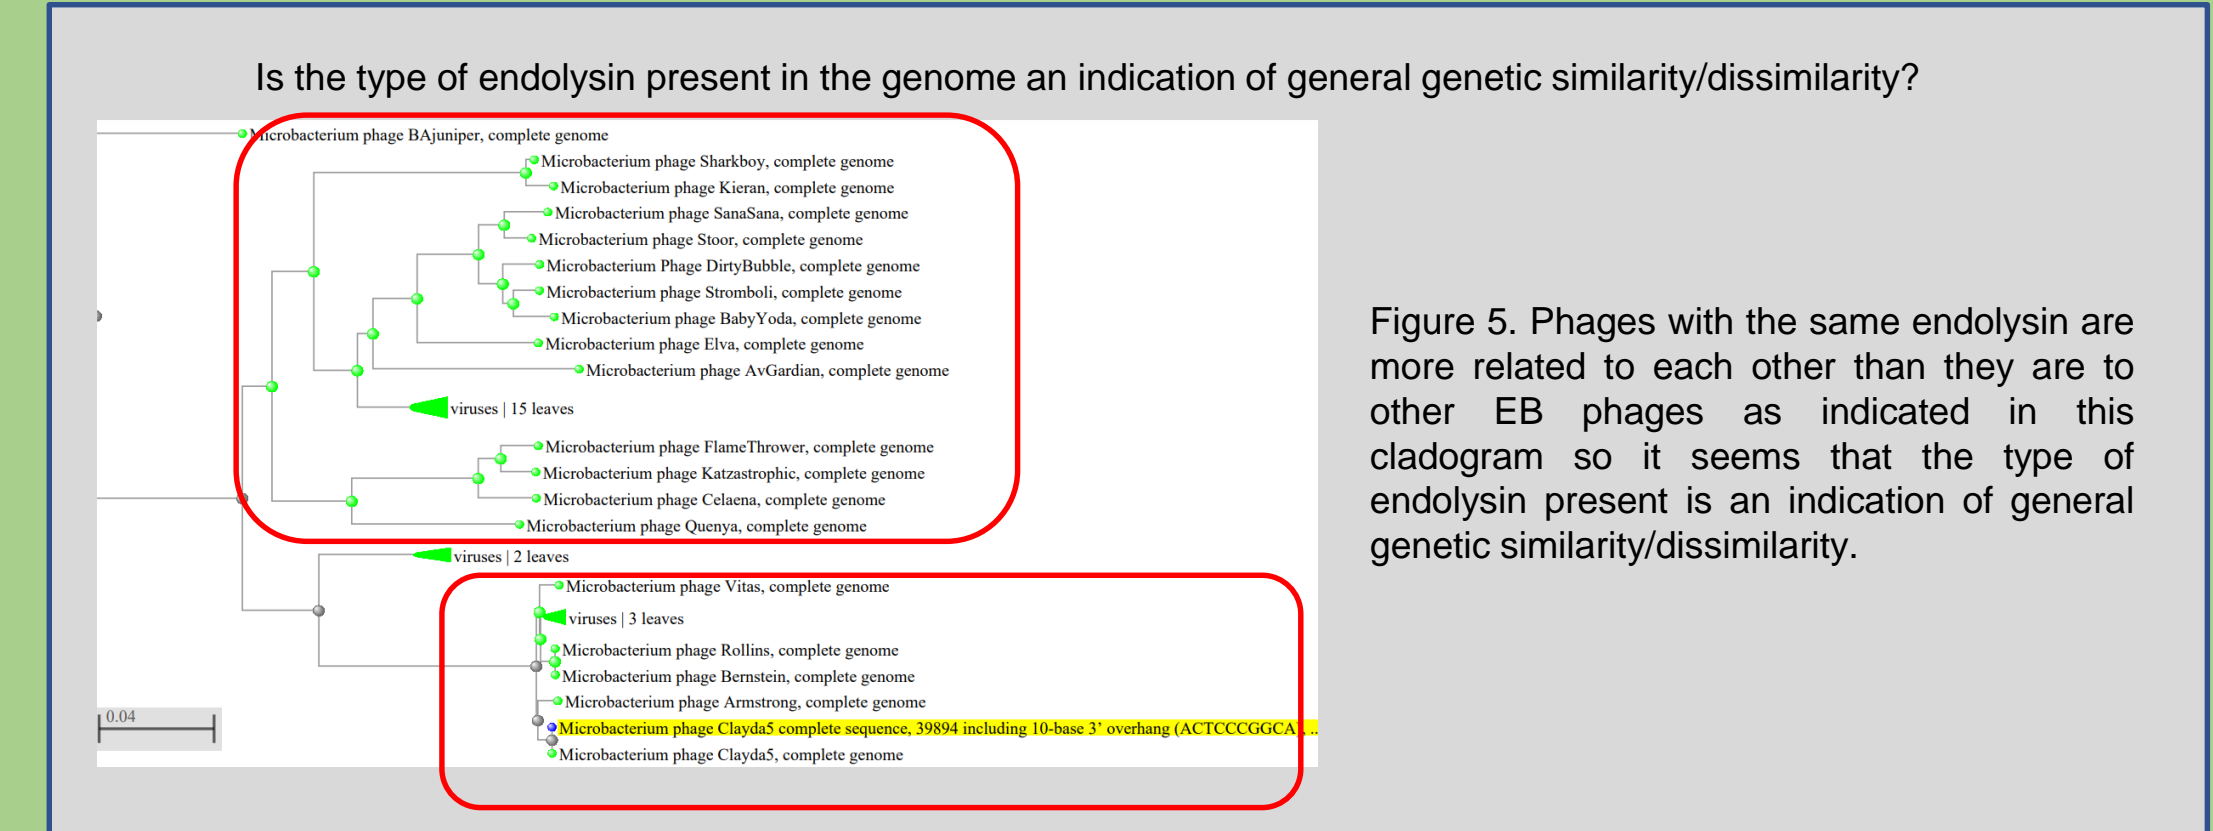 Is the type of endolysin present in the genome an indication of general genetic similarity/dissimilarity?
Microbacterium phage BAjuniper, complete genome
Microbacterium phage Sharkboy, complete genome
Microbacterium phage Kieran, complete genome
Microbacterium phage SanaSana, complete genome
Microbacterium phage Stoor, complete genome
Microbacterium Phage DirtyBubble, complete genome
Microbacterium phage Stromboli, complete genome
Microbacterium phage BabyYoda, complete genome
Microbacterium phage Elva, complete genome
Microbacterium phage AvGardian, complete genome
viruses | 15 leaves
Microbacterium phage FlameThrower, complete genome
Microbacterium phage Katzastrophic, complete genome
Microbacterium phage Celaena, complete genome
Microbacterium phage Quenya, complete genome
viruses | 2 leaves
Microbacterium phage Vitas, complete genome
viruses | 3 leaves
Microbacterium phage Rollins, complete genome
Microbacterium phage Bernstein, complete genome
Microbacterium phage Armstrong, complete genome
Microbacterium phage Clayda5 complete sequence, 39894 including 10-base 3’ overhang (ACTCCCGGCA), ...
Microbacterium phage Clayda5, complete genome
0.04
Figure 5. Phages with the same endolysin are
more related to each other than they are to
other EB phages as indicated in this
cladogram so it seems that the type of
endolysin present is an indication of general
genetic similarity/dissimilarity.